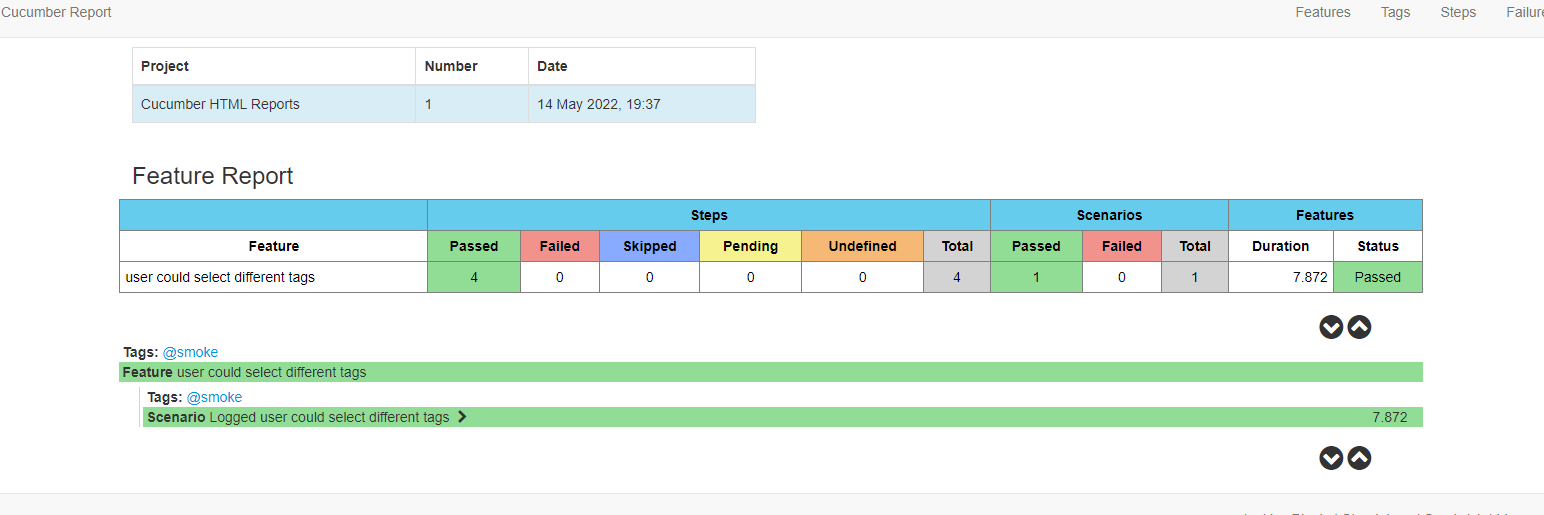 Cucumber Report Features Tags Steps
Project Number Date
Cucumber HTML Reports 1 14 May 2022, 19:37
Feature Report
Steps Scenarios Features
Feature Passed Failed Skipped Pending Undefined Total Passed Failed Total Duration Status
user could select different tags 4 0 0 0 0 4 1 0 1 7.872 Passed
Tags: @smoke
Feature user could select different tags
Tags: @smoke
Scenario Logged user could select different tags 7.872